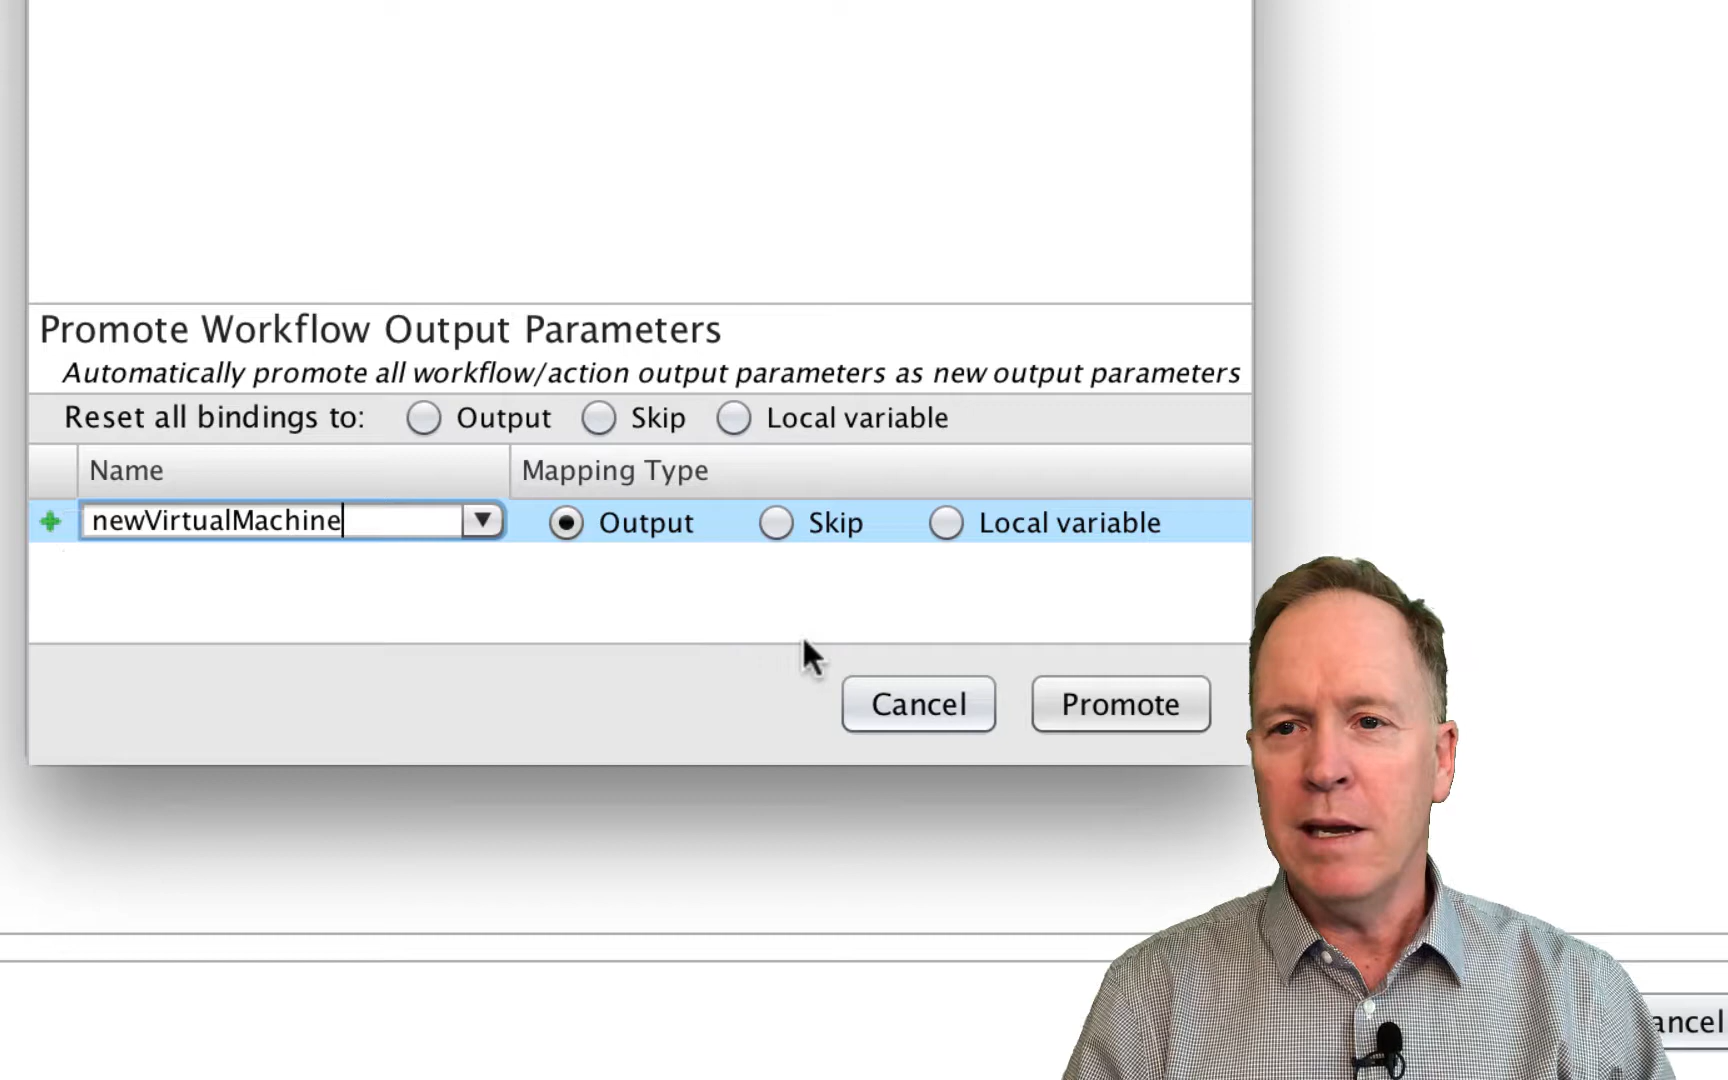 Promote Workflow Output Parameters
Automatically promote all workflow/action output parameters as new output parameters
Reset all bindings to: Output Skip Local variable
Name Mapping Type
newVirtualMachine Output Skip Local variable
Cancel Promote
ancel